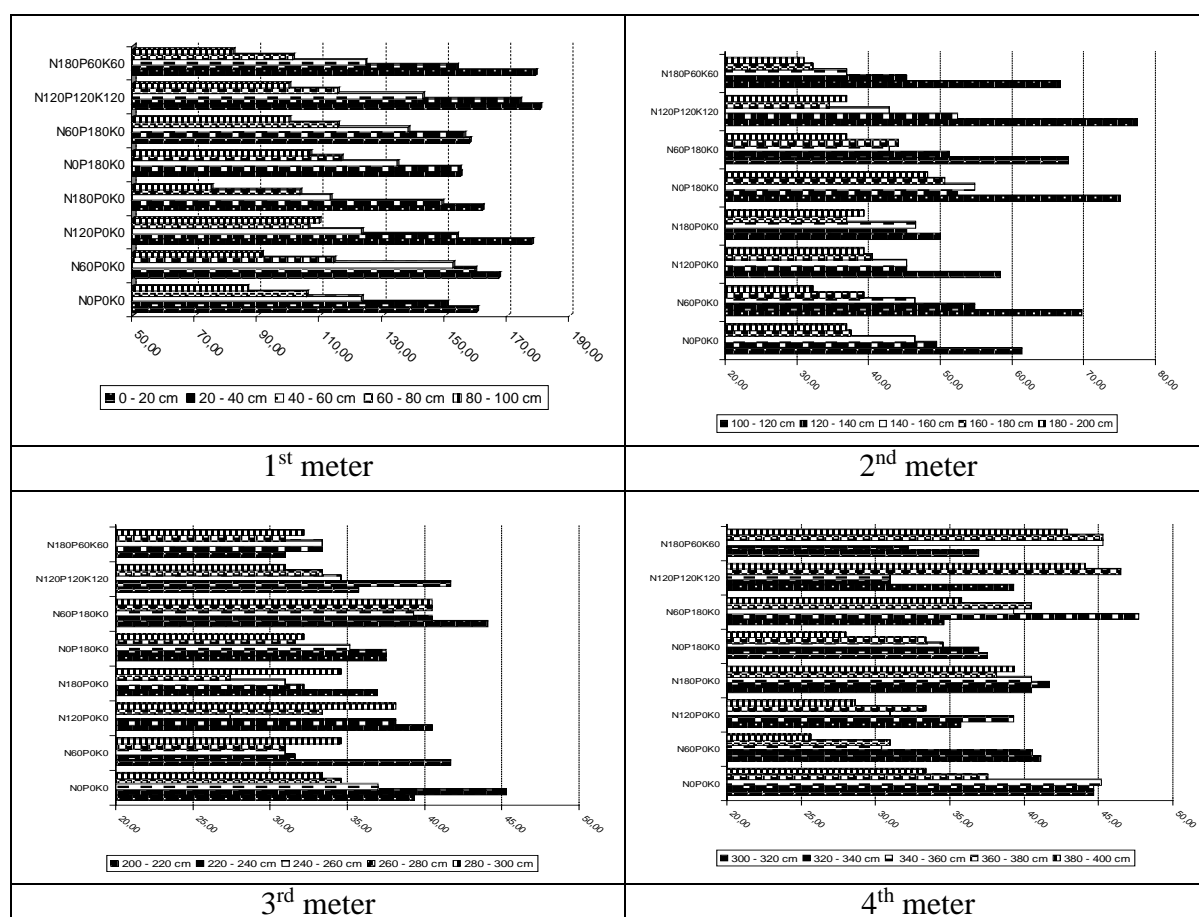 N180P60K60
N120P120K120
N60P180K0
N0P180K0
N180P0K0
N120P0K0
N60P0K0
N0P0K0
50,00 70,00 90,00 110,00 130,00 150,00 170,00 190,00
0 - 20 cm 20 - 40 cm 40 - 60 cm 60 - 80 cm 80 - 100 cm
1st meter
N180P60K60
N120P120K120
N60P180K0
N0P180K0
N180P0K0
N120P0K0
N60P0K0
N0P0K0
20,00 30,00 40,00 50,00 60,00 70,00 80,00
100 - 120 cm 120 - 140 cm 140 - 160 cm 160 - 180 cm 180 - 200 cm
2nd meter
N180P60K60
N120P120K120
N60P180K0
N0P180K0
N180P0K0
N120P0K0
N60P0K0
N0P0K0
20,00 25,00 30,00 35,00 40,00 45,00 50,00
200 - 220 cm 220 - 240 cm 240 - 260 cm 260 - 280 cm 280 - 300 cm
3rd meter
N180P60K60
N120P120K120
N60P180K0
N0P180K0
N180P0K0
N120P0K0
N60P0K0
N0P0K0
20,00 25,00 30,00 35,00 40,00 45,00 50,00
300 - 320 cm 320 - 340 cm 340 - 360 cm 360 - 380 cm 380 - 400 cm
4th meter